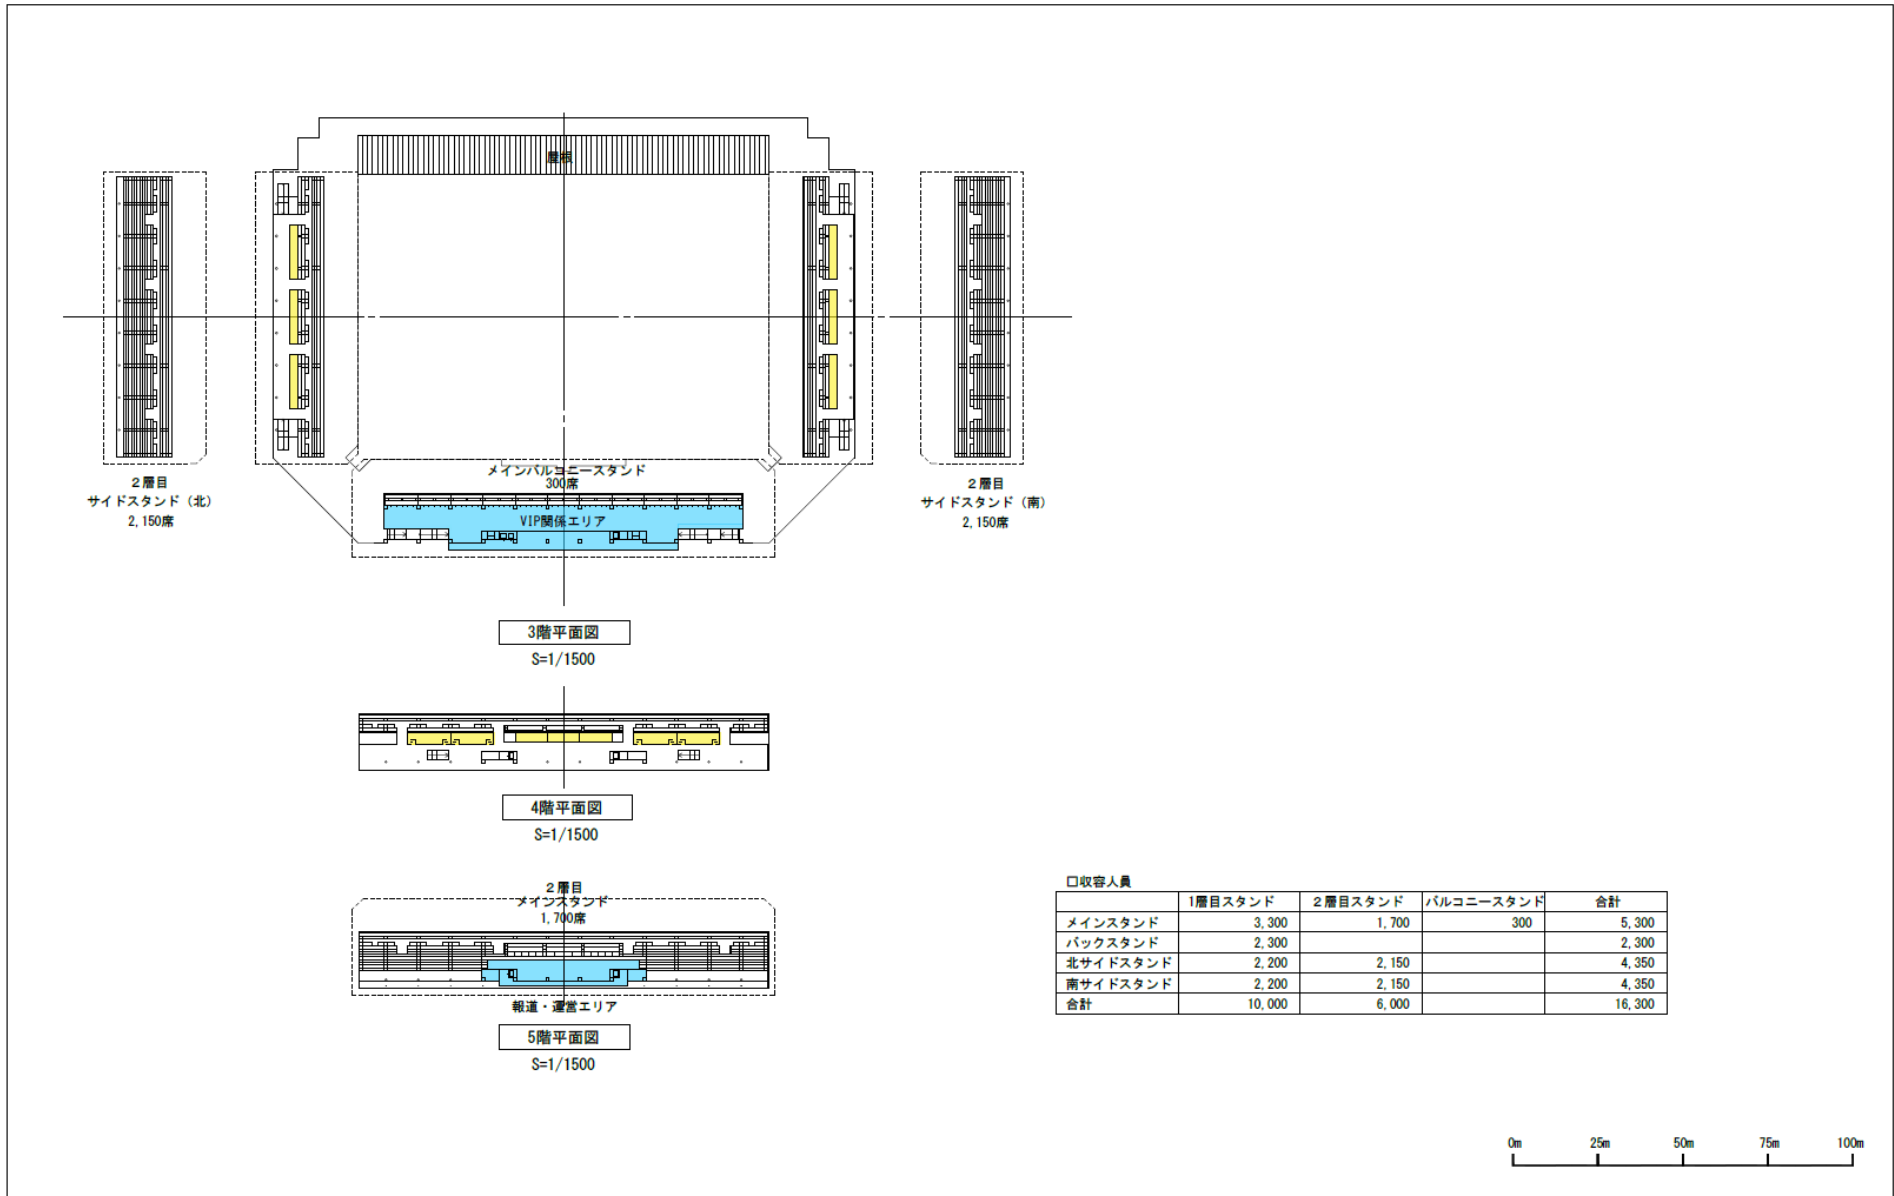 屋根
2層目
サイドスタンド（北）
2,150席
2層目
サイドスタンド（南）
2,150席
メインバルコニースタンド
300席
VIP関係エリア
3階平面図
S=1/1500
4階平面図
S=1/1500
2層目
メインスタンド
1,700席
報道・運営エリア
5階平面図
S=1/1500
□収容人員
1層目スタンド 2層目スタンド バルコニースタンド 合計
メインスタンド 3,300 1,700 300 5,300
バックスタンド 2,300 2,300
北サイドスタンド 2,200 2,150 4,350
南サイドスタンド 2,200 2,150 4,350
合計 10,000 6,000 16,300
0m 25m 50m 75m 100m